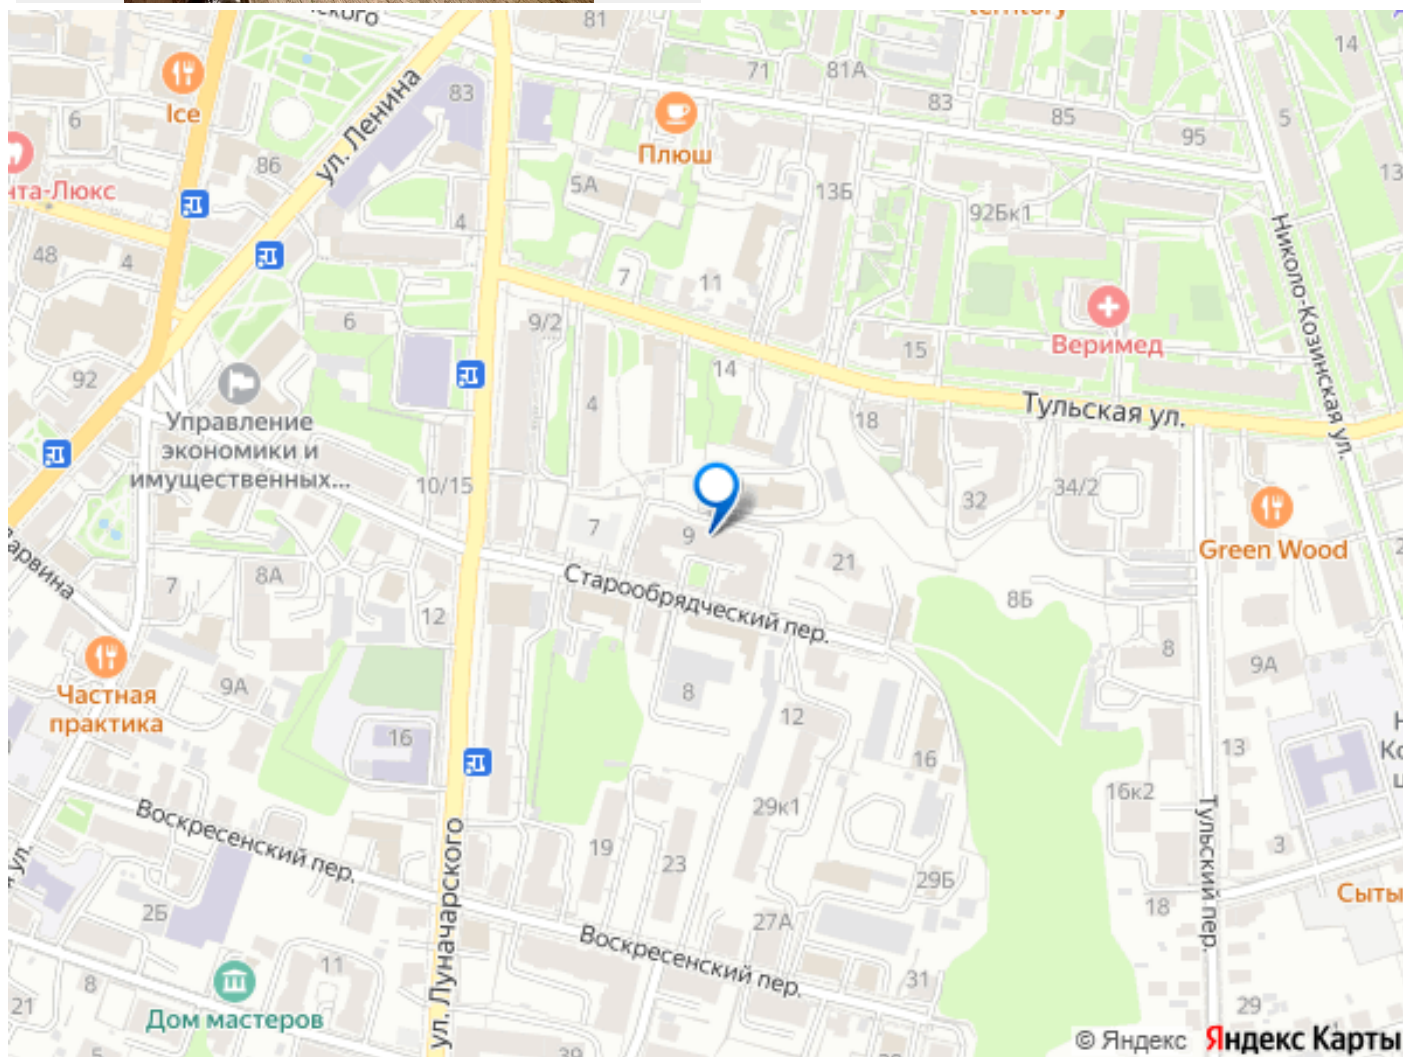 81
14
Ice
ул. Ленина
83
71
81А
83
85
95
5
6
Плюш
86
13
нта-Люкс
5А
13Б
4
92Бк1
Николо-Козинская ул.
48
4
7
11
6
9/2
Веримед
15
92
14
Управление
экономики и
имущественных...
4
18
Тульская ул.
10/15
32
34/2
7
9
Green Wood
21
8А
7
Старообрядческий пер.
8Б
12
8
9А
Частная
практика
9А
8
12
16
16
13
29к1
16к2
Воскресенский пер.
ул. Луначарского
Тульский пер.
19
23
3
29Б
2Б
27А
18
Воскресенский пер.
11
8
31
21
Дом мастеров
29
39
© Яндекс Яндекс Карты